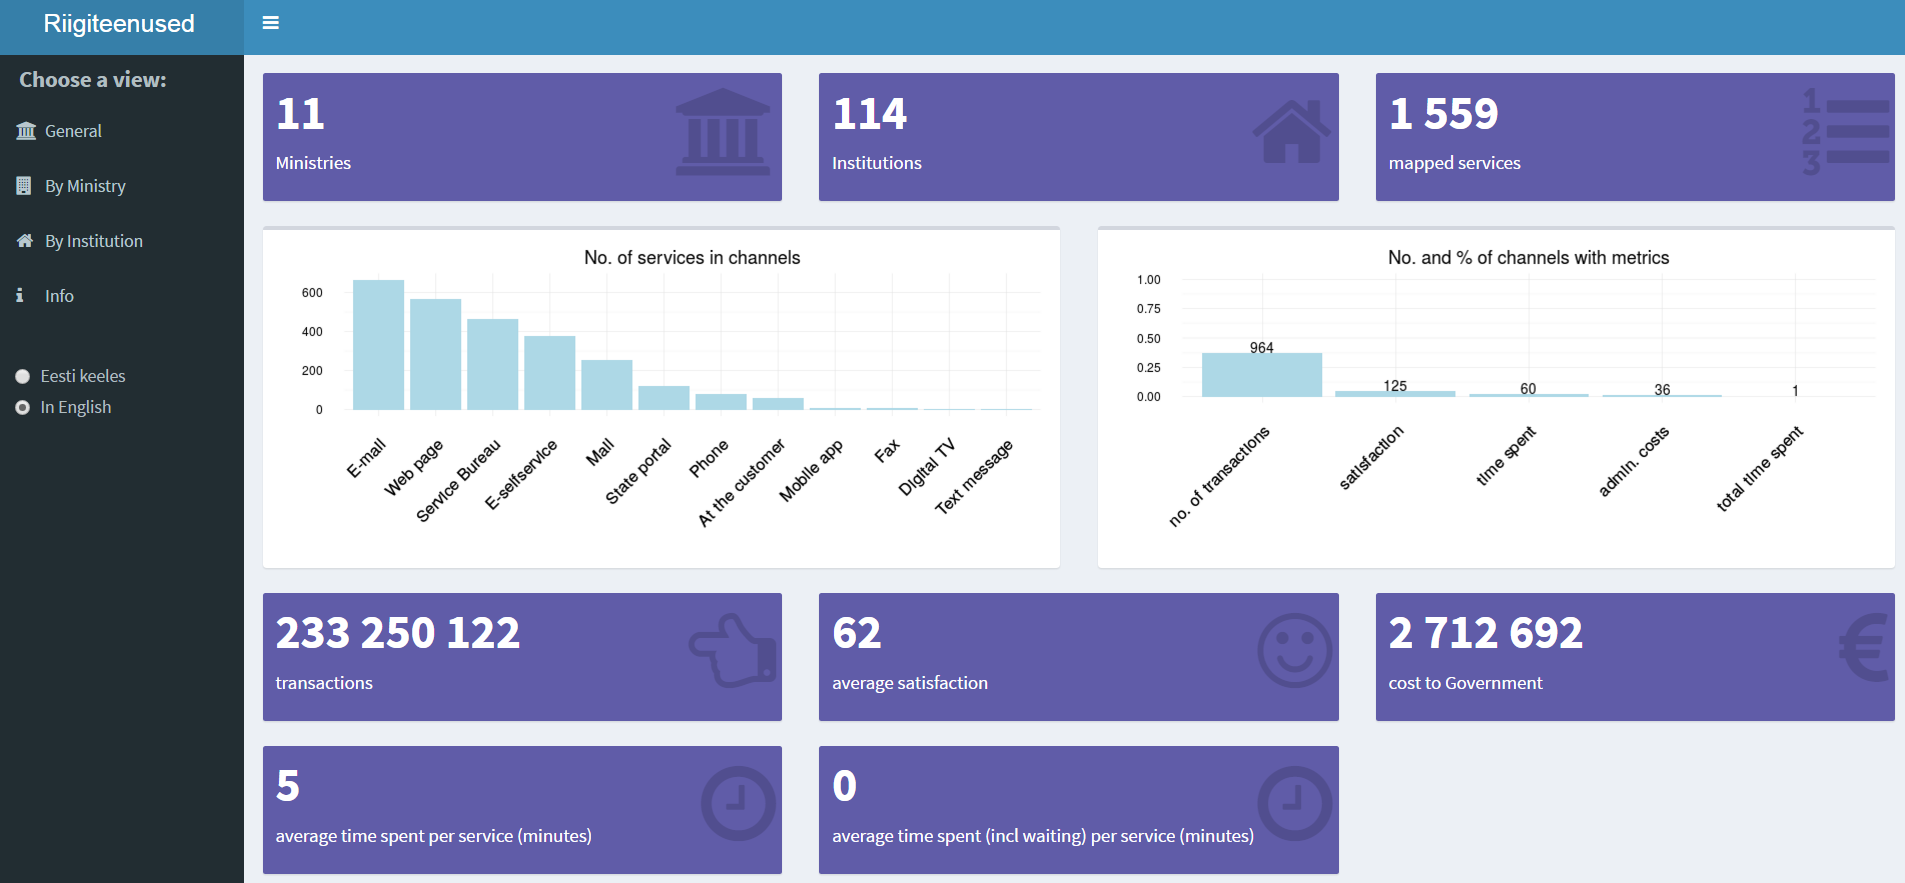 Riigiteenused
Choose a view:
General
By Ministry
By Institution
Info
Eesti keeles
In English
11
Ministries
114
Institutions
1 559
mapped services
1
2
3
No. of services in channels
600
400
200
0
E-mail
Web page
Service Bureau
E-selfservice
Mail
State portal
Phone
At the customer
Mobile app
Fax
Digital TV
Text message
No. and % of channels with metrics
1.00
0.75
0.50
0.25
0.00
964
125
60
36
1
no. of transactions
satisfaction
time spent
admin. costs
total time spent
233 250 122
transactions
62
average satisfaction
2 712 692
cost to Government
€
5
average time spent per service (minutes)
0
average time spent (incl waiting) per service (minutes)